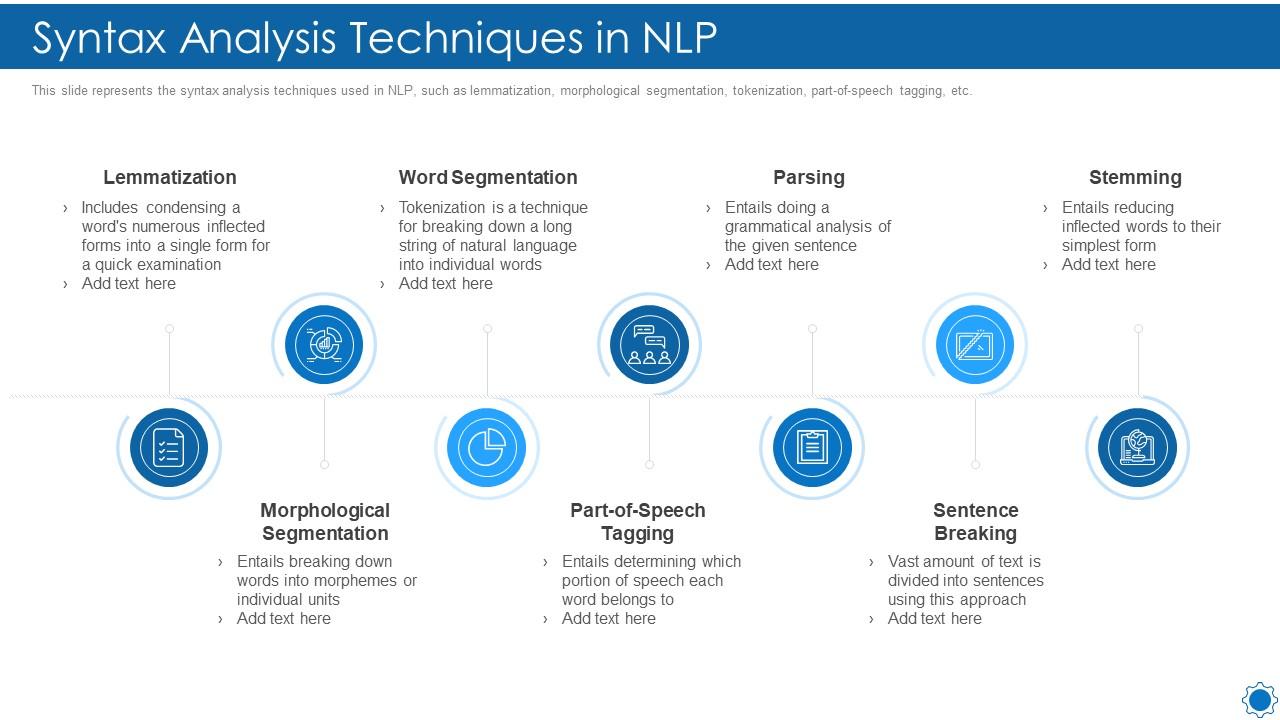 Syntax Analysis Techniques in NLP
This slide represents the syntax analysis techniques used in NLP, such as lemmatization, morphological segmentation, tokenization, part-of-speech tagging, etc.
Lemmatization
› Includes condensing a
word's numerous inflected
forms into a single form for
a quick examination
› Add text here
Word Segmentation
› Tokenization is a technique
for breaking down a long
string of natural language
into individual words
› Add text here
Parsing
› Entails doing a
grammatical analysis of
the given sentence
› Add text here
Stemming
› Entails reducing
inflected words to their
simplest form
› Add text here
Morphological
Segmentation
› Entails breaking down
words into morphemes or
individual units
› Add text here
Part-of-Speech
Tagging
› Entails determining which
portion of speech each
word belongs to
› Add text here
Sentence
Breaking
› Vast amount of text is
divided into sentences
using this approach
› Add text here